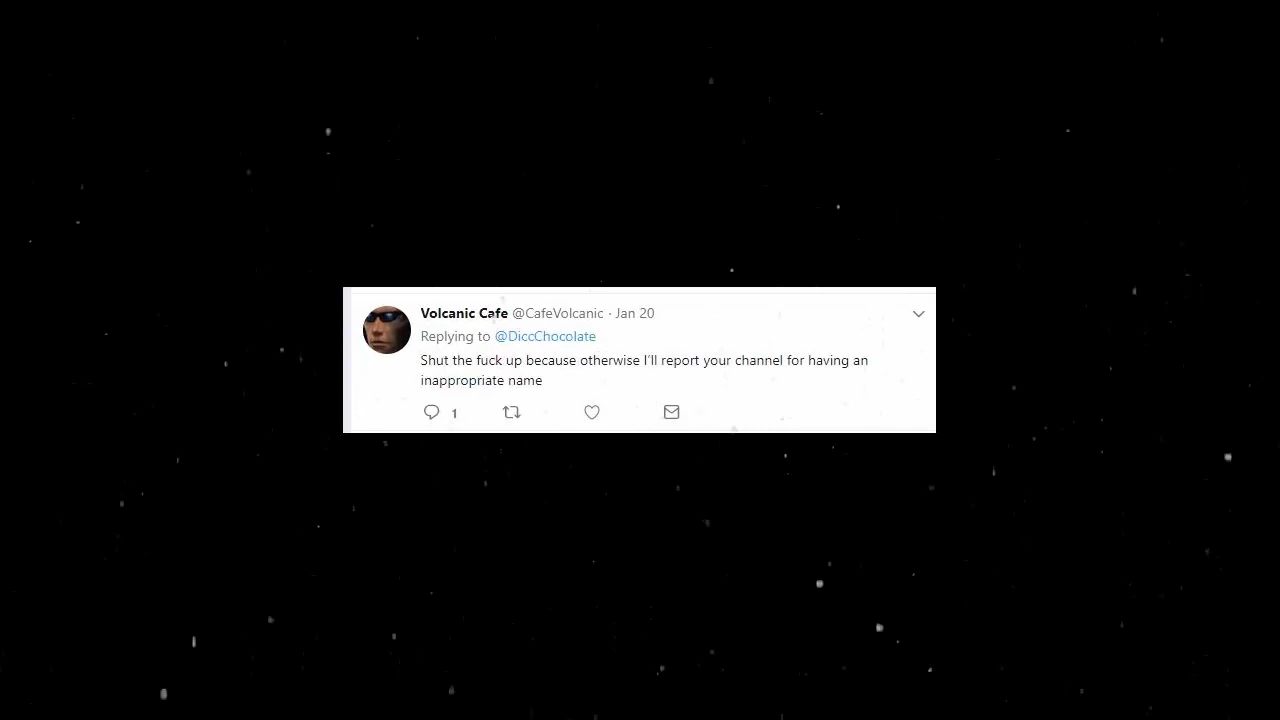 Volcanic Cafe @CafeVolcanic · Jan 20
Replying to @DiccChocolate
Shut the fuck up because otherwise I'll report your channel for having an
inappropriate name
1